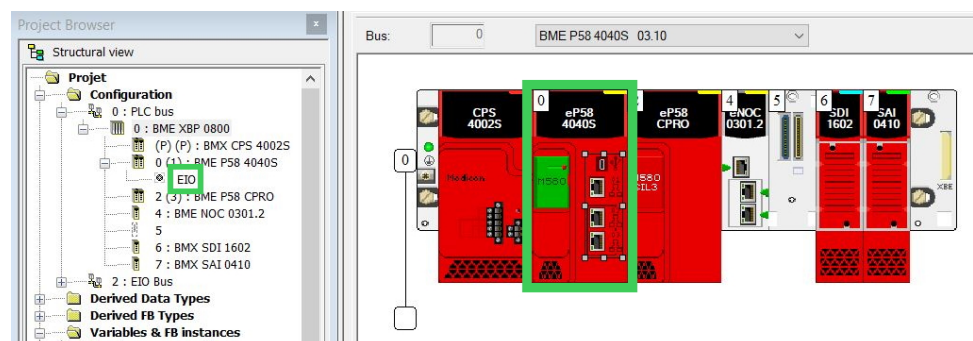 Project Browser
x
Structural view
Projet
Configuration
0 : PLC bus
0 : BME XBP 0800
(P) (P) : BMX CPS 4002S
0 (1) : BME P58 4040S
EIO
2 (3) : BME P58 CPRO
4 : BME NOC 0301.2
5
6 : BMX SDI 1602
7 : BMX SAI 0410
2 : EIO Bus
Derived Data Types
Derived FB Types
Variables & FB instances
Bus:
0
BME P58 4040S 03.10
0
CPS
4002S
Modicon
0
eP58
4040S
M580
eP58
CPRO
M580
SIL3
4
eNOC
0301.2
5
6
SDI
1602
7
SAI
0410
XBE